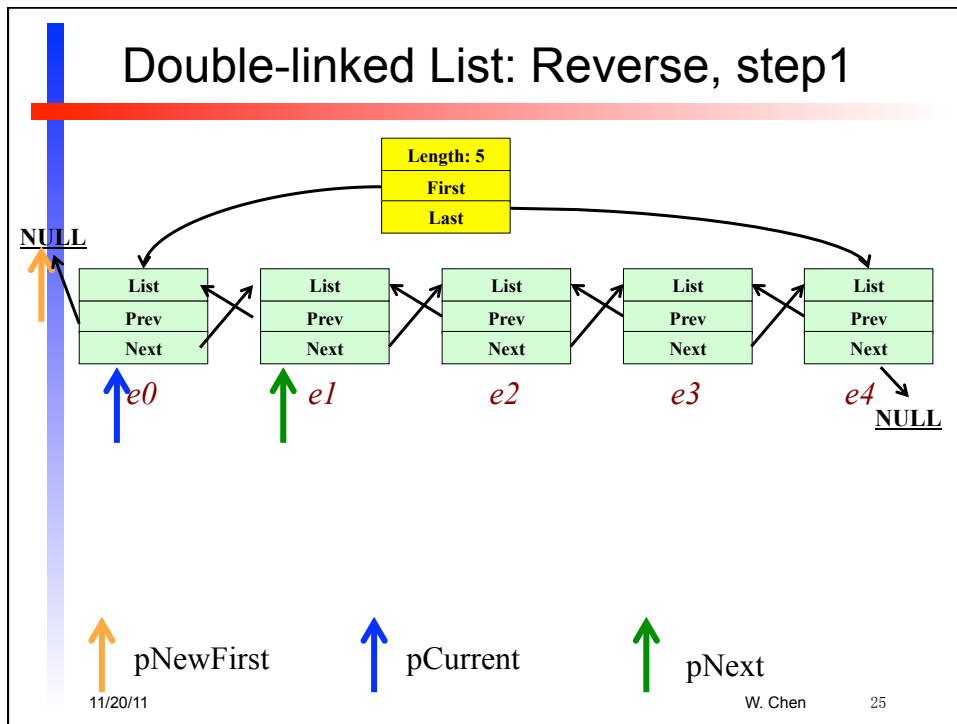 Double-linked List: Reverse, step1
Length: 5
First
Last
NULL
List
Prev
Next
List
Prev
Next
List
Prev
Next
List
Prev
Next
List
Prev
Next
e0
e1
e2
e3
e4
NULL
pNewFirst
pCurrent
pNext
11/20/11
W. Chen
25